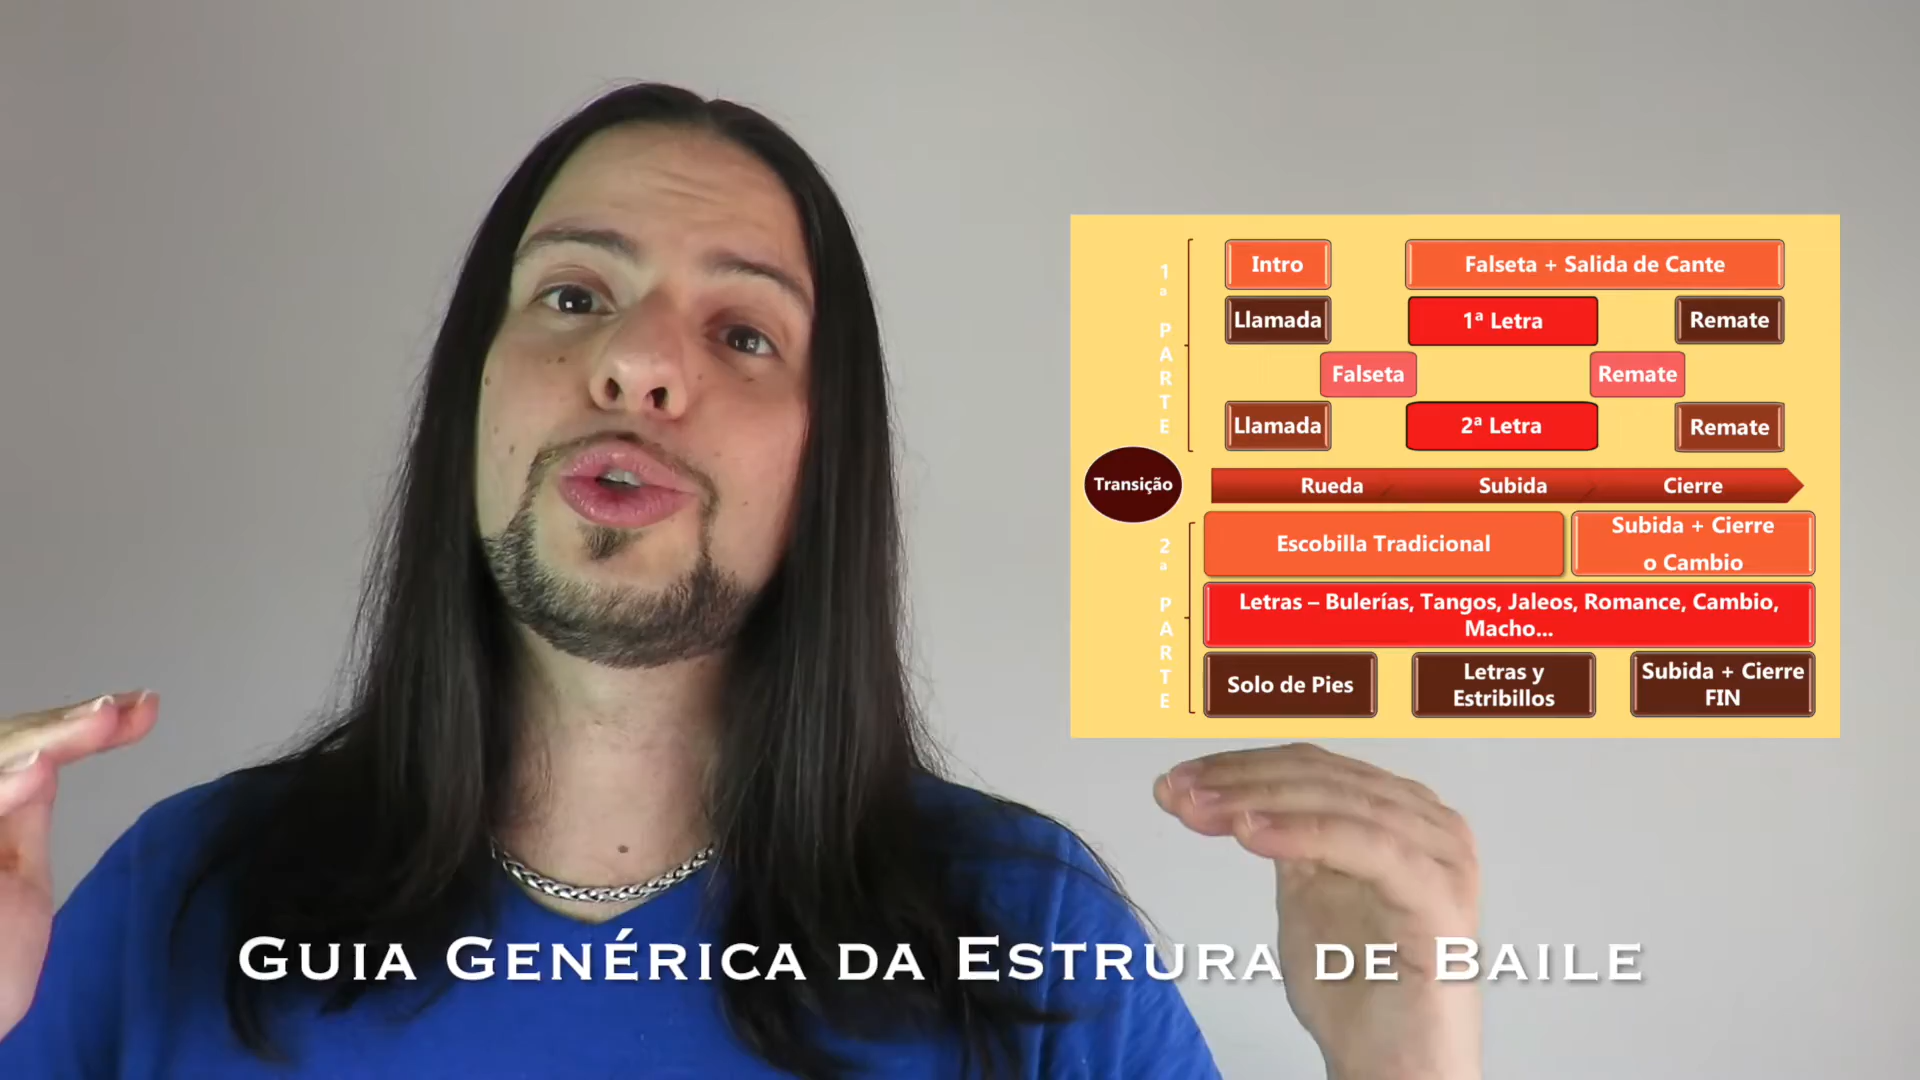 1ª PARTE
Intro
Falseta + Salida de Cante
Llamada
1ª Letra
Remate
Falseta
Remate
Llamada
2ª Letra
Remate
Transição
Rueda
Subida
Cierre
2ª PARTE
Escobilla Tradicional
Subida + Cierre
o Cambio
Letras – Bulerías, Tangos, Jaleos, Romance, Cambio,
Macho...
Solo de Pies
Letras y
Estribillos
Subida + Cierre
FIN
Guia Genérica da Estrura de Baile